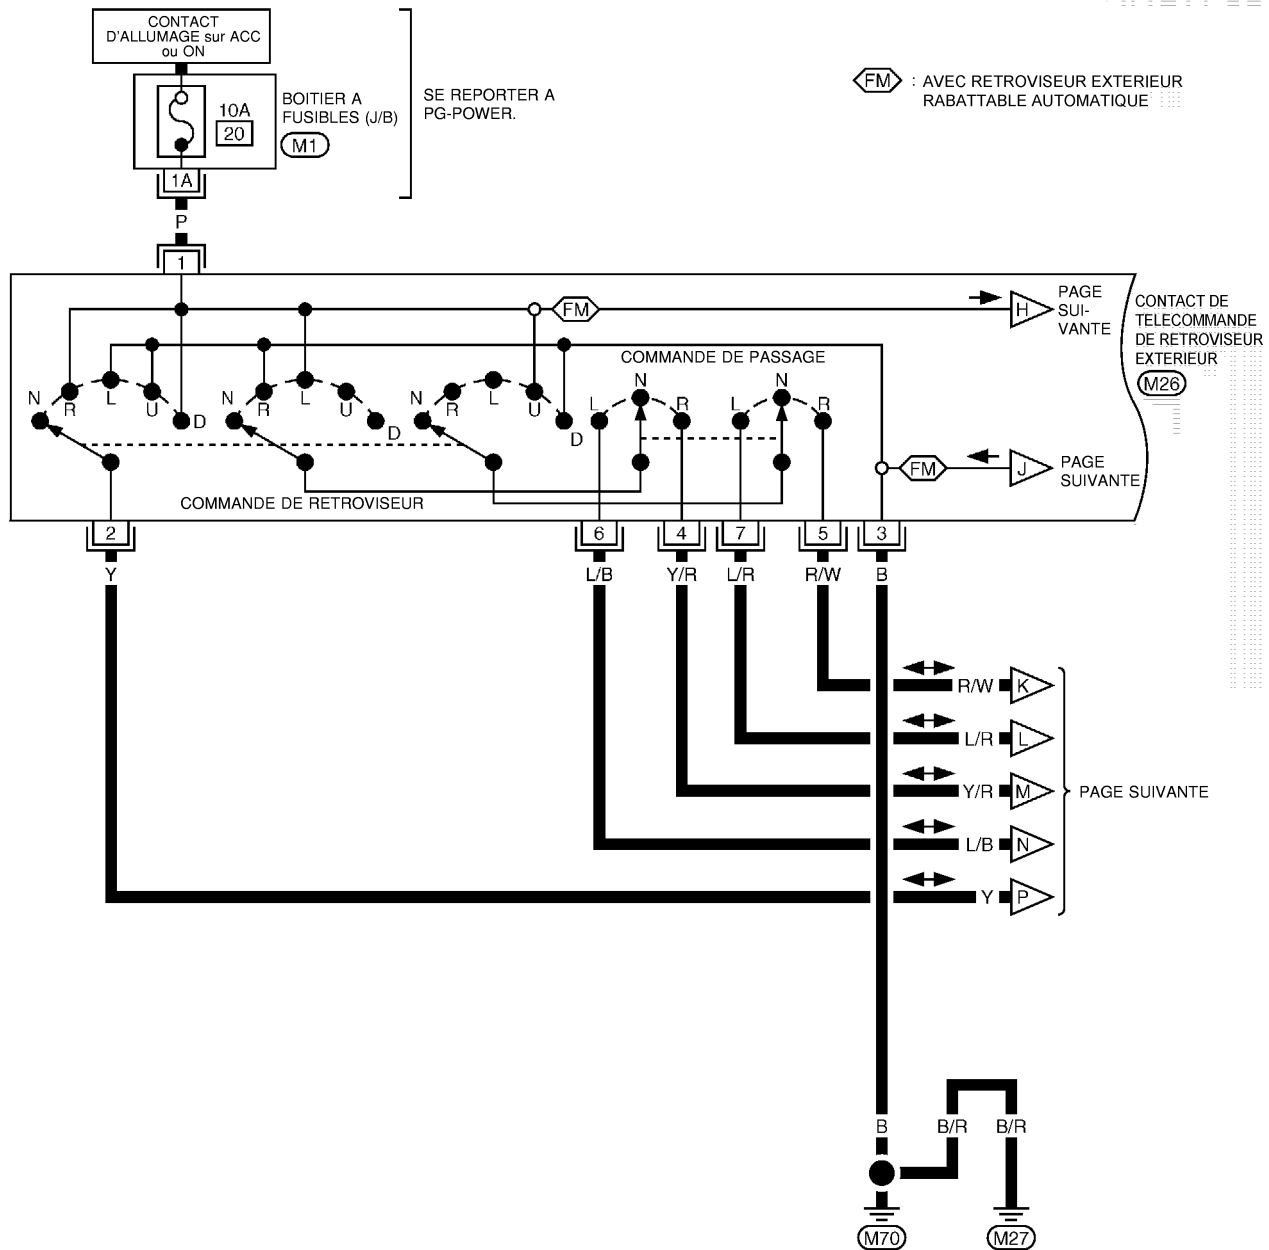 CONTACT
D'ALLUMAGE sur ACC
ou ON
10A
20
BOITIER A
FUSIBLES (J/B)
M1
SE REPORTER A
PG-POWER.
FM : AVEC RETROVISEUR EXTERIEUR
RABATTABLE AUTOMATIQUE
1A
P
1
FM
H
PAGE
SUI-
VANTE
CONTACT DE
TELECOMMANDE
DE RETROVISEUR
EXTERIEUR
M26
COMMANDE DE PASSAGE
N R L U D
N R L U D
N R L U D
L N R
L N R
FM
J
PAGE
SUIVANTE
COMMANDE DE RETROVISEUR
2 6 4 7 5 3
Y L/B Y/R L/R R/W B
R/W K
L/R L
Y/R M
PAGE SUIVANTE
L/B N
Y P
B B/R B/R
M70 M27